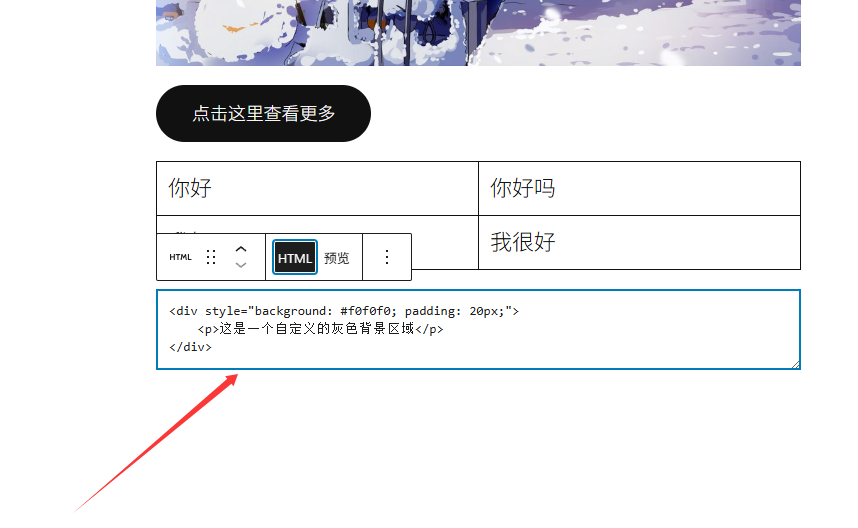 点击这里查看更多
你好 你好吗
我很好
HTML HTML 预览
<div style="background: #f0f0f0; padding: 20px;">
<p>这是一个自定义的灰色背景区域</p>
</div>